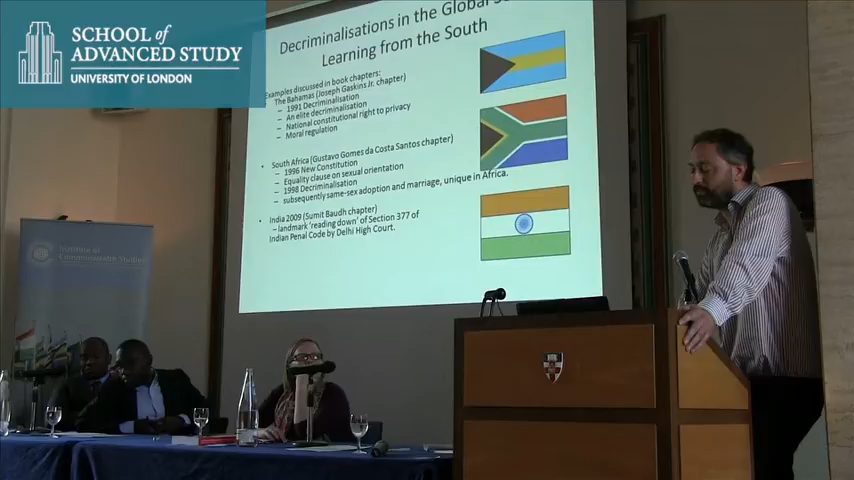 SCHOOL of
ADVANCED STUDY
UNIVERSITY OF LONDON
Decriminalisations in the Global
Learning from the South
Examples discussed in book chapters:
The Bahamas (Joseph Gaskins Jr. chapter)
– 1991 Decriminalisation
– An elite decriminalisation
– National constitutional right to privacy
– Moral regulation
• South Africa (Gustavo Gomes da Costa Santos chapter)
– 1996 New Constitution
– Equality clause on sexual orientation
– 1998 Decriminalisation
– subsequently same-sex adoption and marriage, unique in Africa.
• India 2009 (Sumit Baudh chapter)
– landmark 'reading down' of Section 377 of
Indian Penal Code by Delhi High Court.
Institute of
Commonwealth Studies